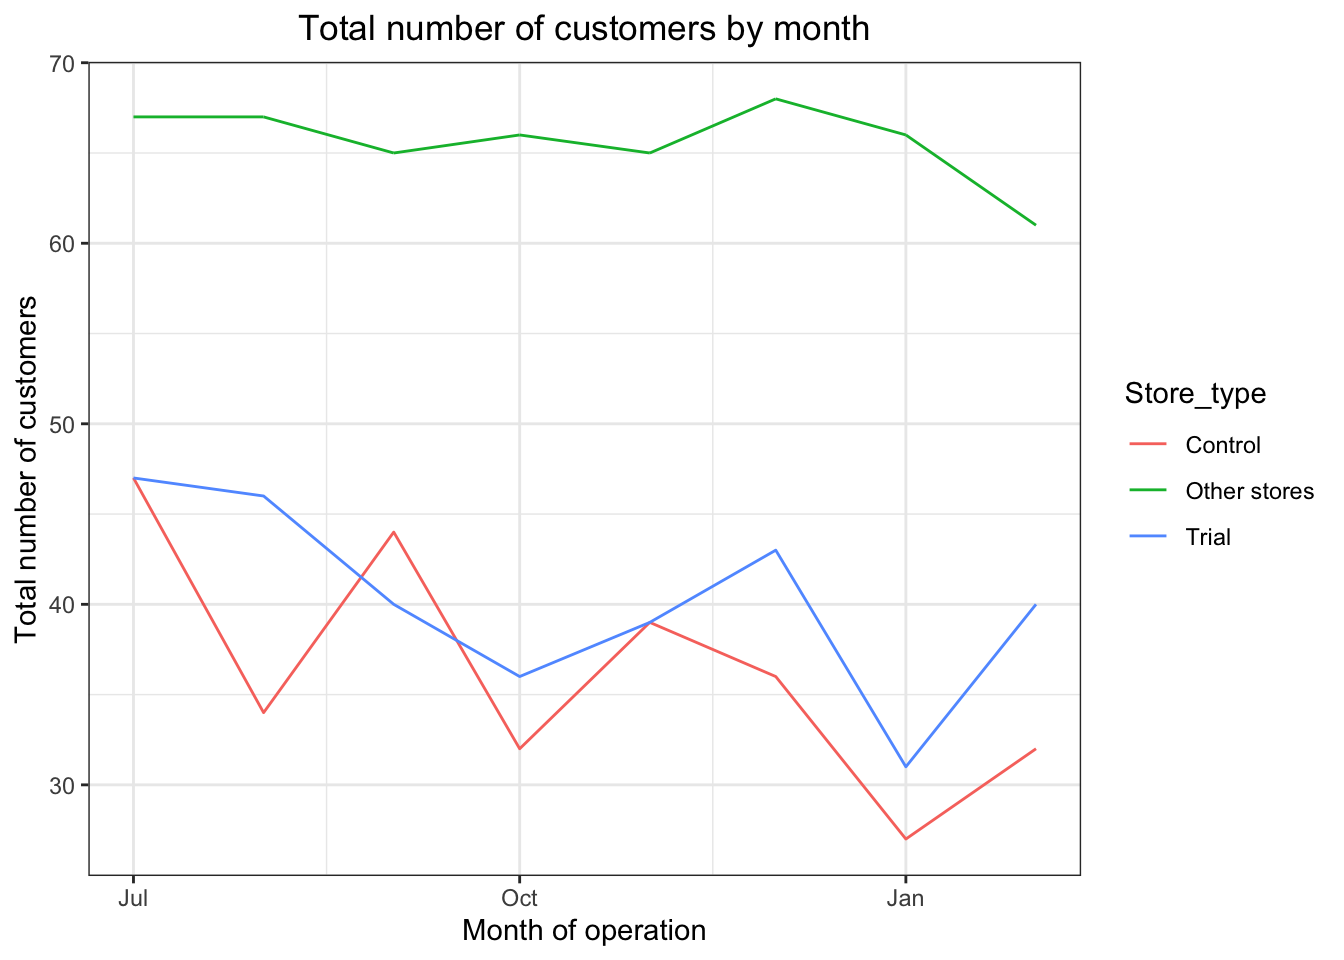 Total number of customers by month
Total number of customers
70
60
50
40
30
Jul
Oct
Jan
Month of operation
Store_type
Control
Other stores
Trial